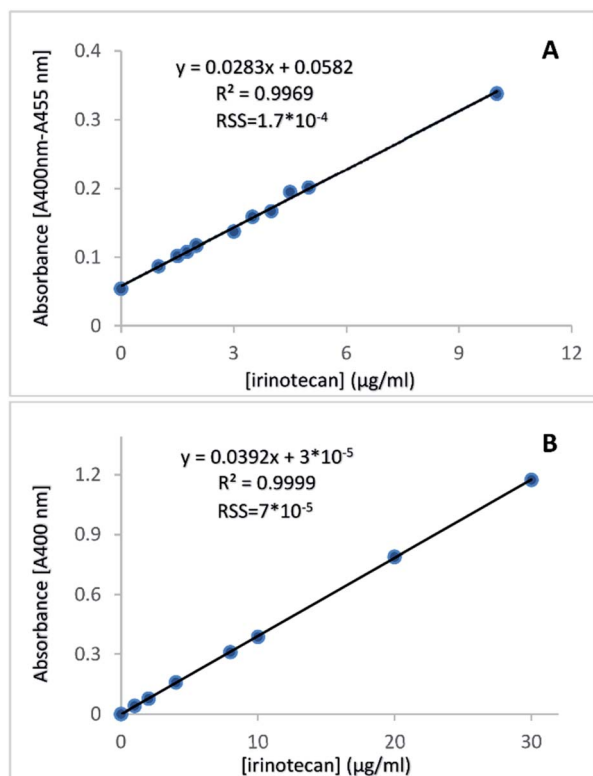 A
y = 0.0283x + 0.0582
R² = 0.9969
RSS=1.7*10⁻⁴
Absorbance [A400nm-A455 nm]
0.4
0.3
0.2
0.1
0
0 3 6 9 12
[irinotecan] (µg/ml)
B
y = 0.0392x + 3*10⁻⁵
R² = 0.9999
RSS=7*10⁻⁵
Absorbance [A400 nm]
1.2
0.9
0.6
0.3
0
0 10 20 30
[irinotecan] (µg/ml)